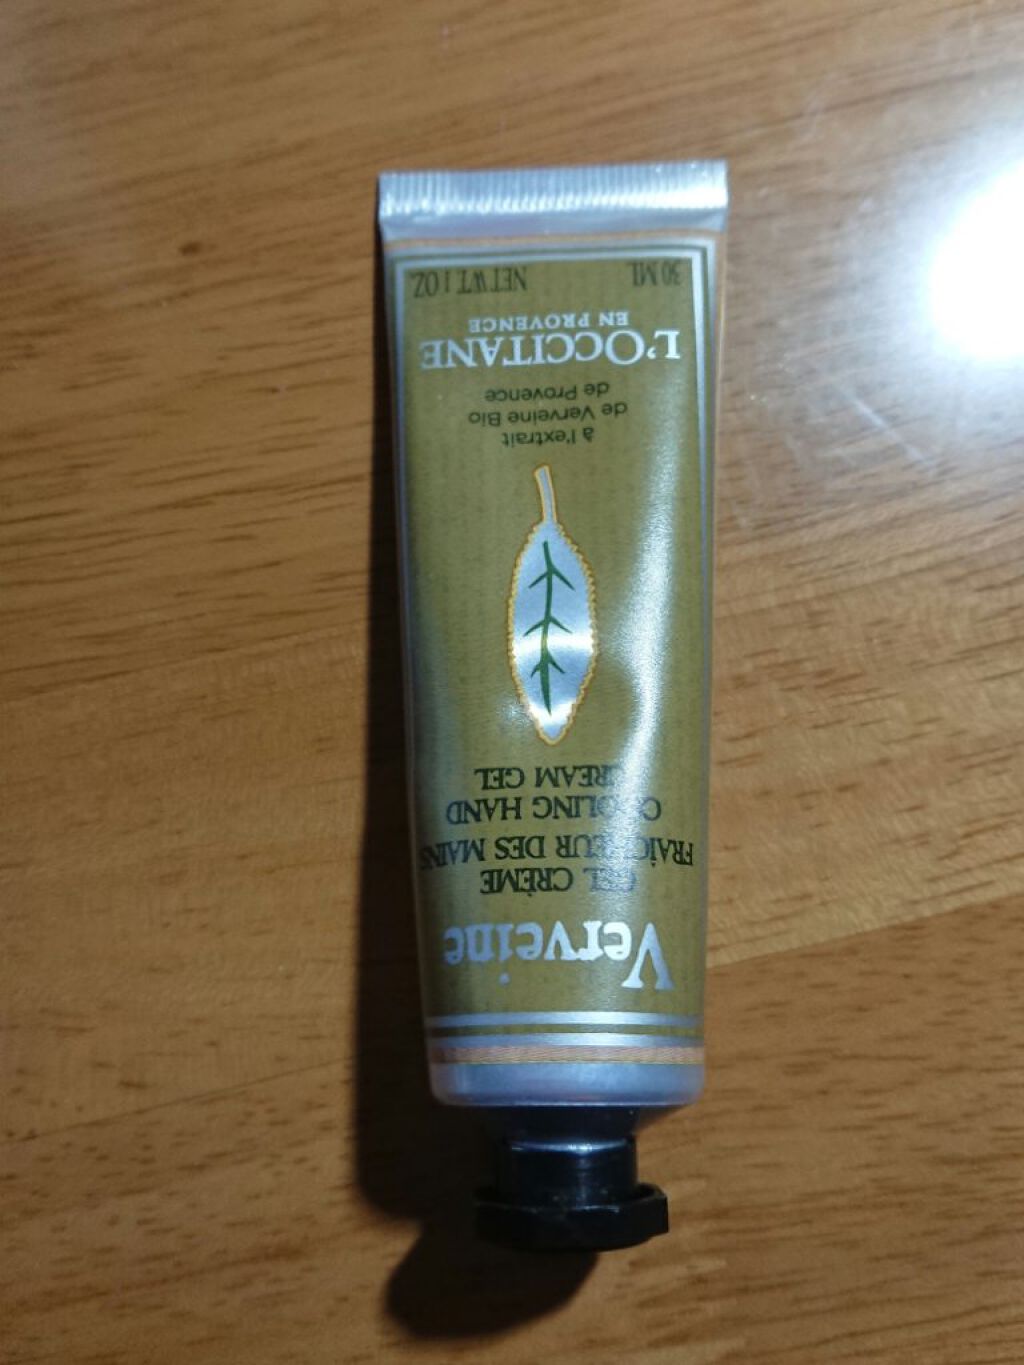 Verveine
GEL CRÈME
FRAÎCHEUR DES MAINS
COOLING HAND
CREAM GEL
à l'extrait
de Verveine Bio
de Provence
L'OCCITANE
EN PROVENCE
30 ML NET WT 1 OZ.